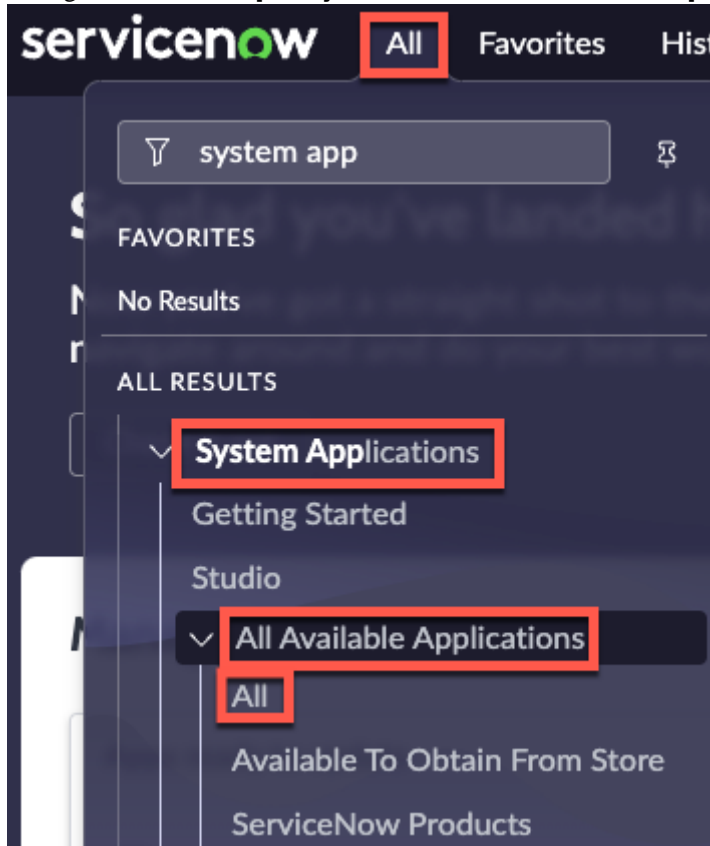 servicenow All Favorites
system app
FAVORITES
No Results
ALL RESULTS
System Applications
Getting Started
Studio
All Available Applications
All
Available To Obtain From Store
ServiceNow Products